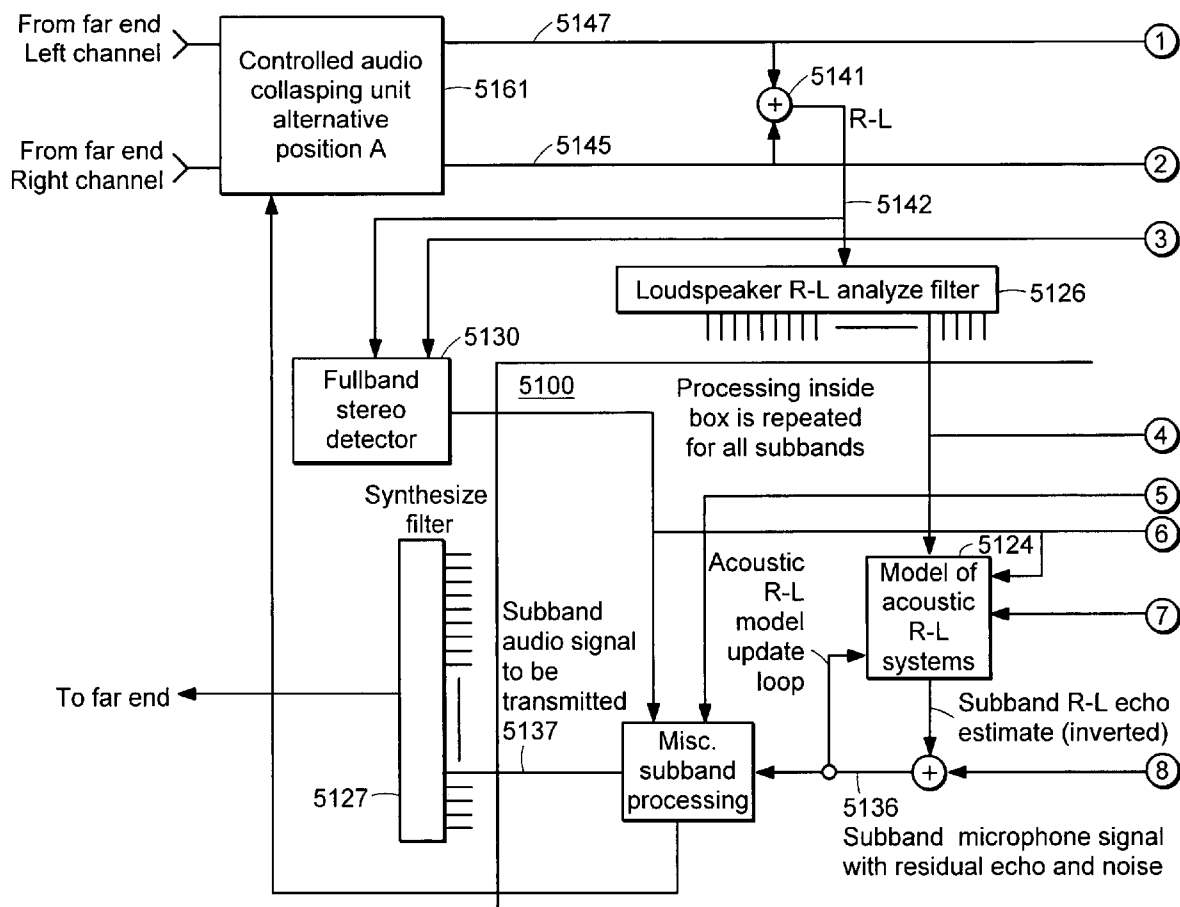 From far end
Left channel
5147
1
Controlled audio
collasping unit
alternative
position A
5161
5141
+
R-L
From far end
Right channel
5145
2
5142
3
Loudspeaker R-L analyze filter
5126
5130
Fullband
stereo
detector
5100
Processing inside
box is repeated
for all subbands
4
Synthesize
filter
5
6
5124
Acoustic
R-L
model
update
loop
Model of
acoustic
R-L
systems
7
Subband
audio signal
to be
transmitted
5137
To far end
Subband R-L echo
estimate (inverted)
Misc.
subband
processing
+
8
5127
5136
Subband microphone signal
with residual echo and noise